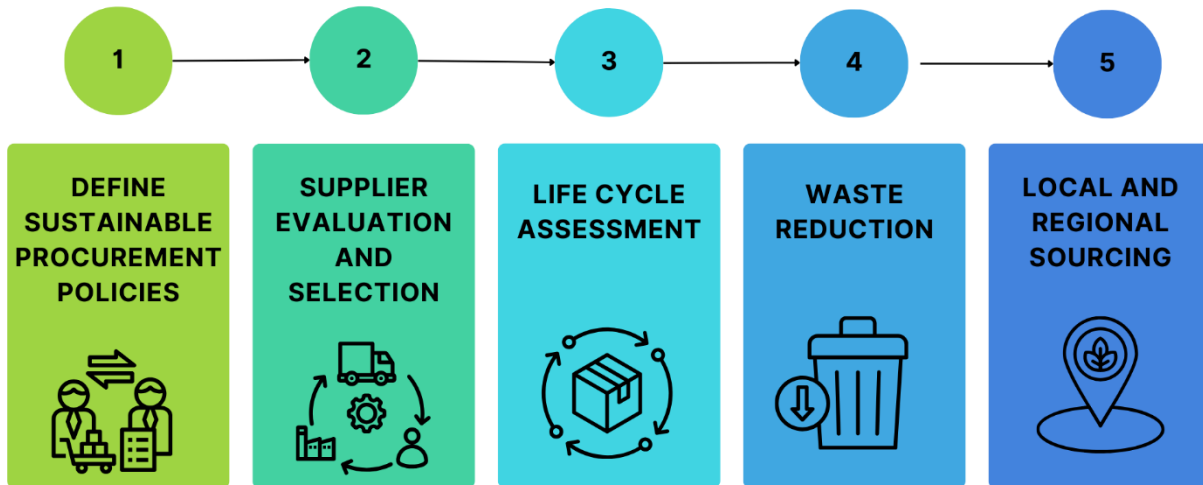 1
2
3
4
5
DEFINE
SUSTAINABLE
PROCUREMENT
POLICIES
SUPPLIER
EVALUATION
AND
SELECTION
LIFE CYCLE
ASSESSMENT
WASTE
REDUCTION
LOCAL AND
REGIONAL
SOURCING